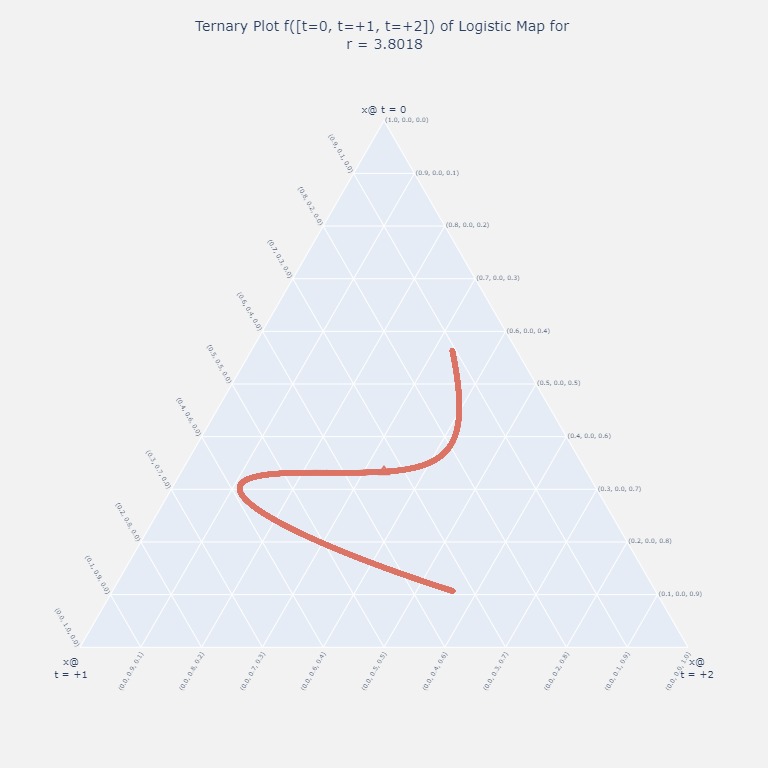 Ternary Plot f([t=0, t=+1, t=+2]) of Logistic Map for
r = 3.8018
x@ t = 0
(1.0, 0.0, 0.0)
(0.9, 0.1, 0.0)
(0.9, 0.0, 0.1)
(0.8, 0.2, 0.0)
(0.8, 0.0, 0.2)
(0.7, 0.3, 0.0)
(0.7, 0.0, 0.3)
(0.6, 0.4, 0.0)
(0.6, 0.0, 0.4)
(0.5, 0.5, 0.0)
(0.5, 0.0, 0.5)
(0.4, 0.6, 0.0)
(0.4, 0.0, 0.6)
(0.3, 0.7, 0.0)
(0.3, 0.0, 0.7)
(0.2, 0.8, 0.0)
(0.2, 0.0, 0.8)
(0.1, 0.9, 0.0)
(0.1, 0.0, 0.9)
(0.0, 1.0, 0.0)
x@
t = +1
(0.0, 0.9, 0.1)
(0.0, 0.8, 0.2)
(0.0, 0.7, 0.3)
(0.0, 0.6, 0.4)
(0.0, 0.5, 0.5)
(0.0, 0.4, 0.6)
(0.0, 0.3, 0.7)
(0.0, 0.2, 0.8)
(0.0, 0.1, 0.9)
(0.0, 0.0, 1.0)
x@
t = +2